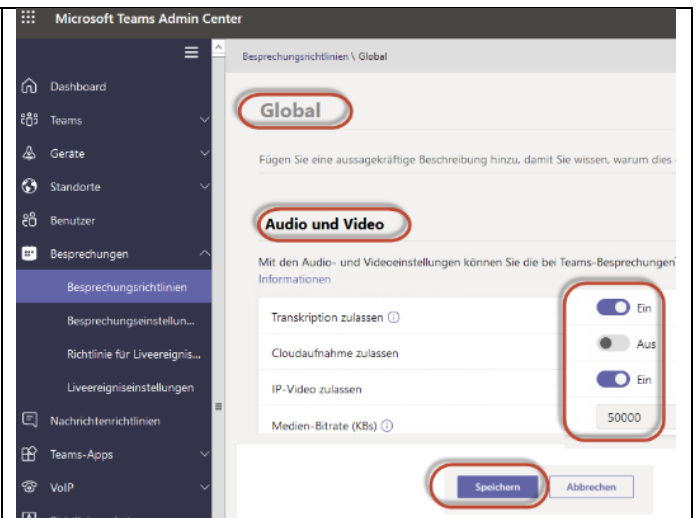 Microsoft Teams Admin Center
Besprechungsrichtlinien \ Global
Dashboard
Teams
Geräte
Standorte
Benutzer
Besprechungen
Besprechungsrichtlinien
Besprechungseinstellun...
Richtlinie für Liveereignis...
Liveereigniseinstellungen
Nachrichtenrichtlinien
Teams-Apps
VoIP
Global
Fügen Sie eine aussagekräftige Beschreibung hinzu, damit Sie wissen, warum dies
Audio und Video
Mit den Audio- und Videoeinstellungen können Sie die bei Teams-Besprechungen
Informationen
Transkription zulassen Ein
Cloudaufnahme zulassen Aus
IP-Video zulassen Ein
Medien-Bitrate (KBs) 50000
Speichern Abbrechen